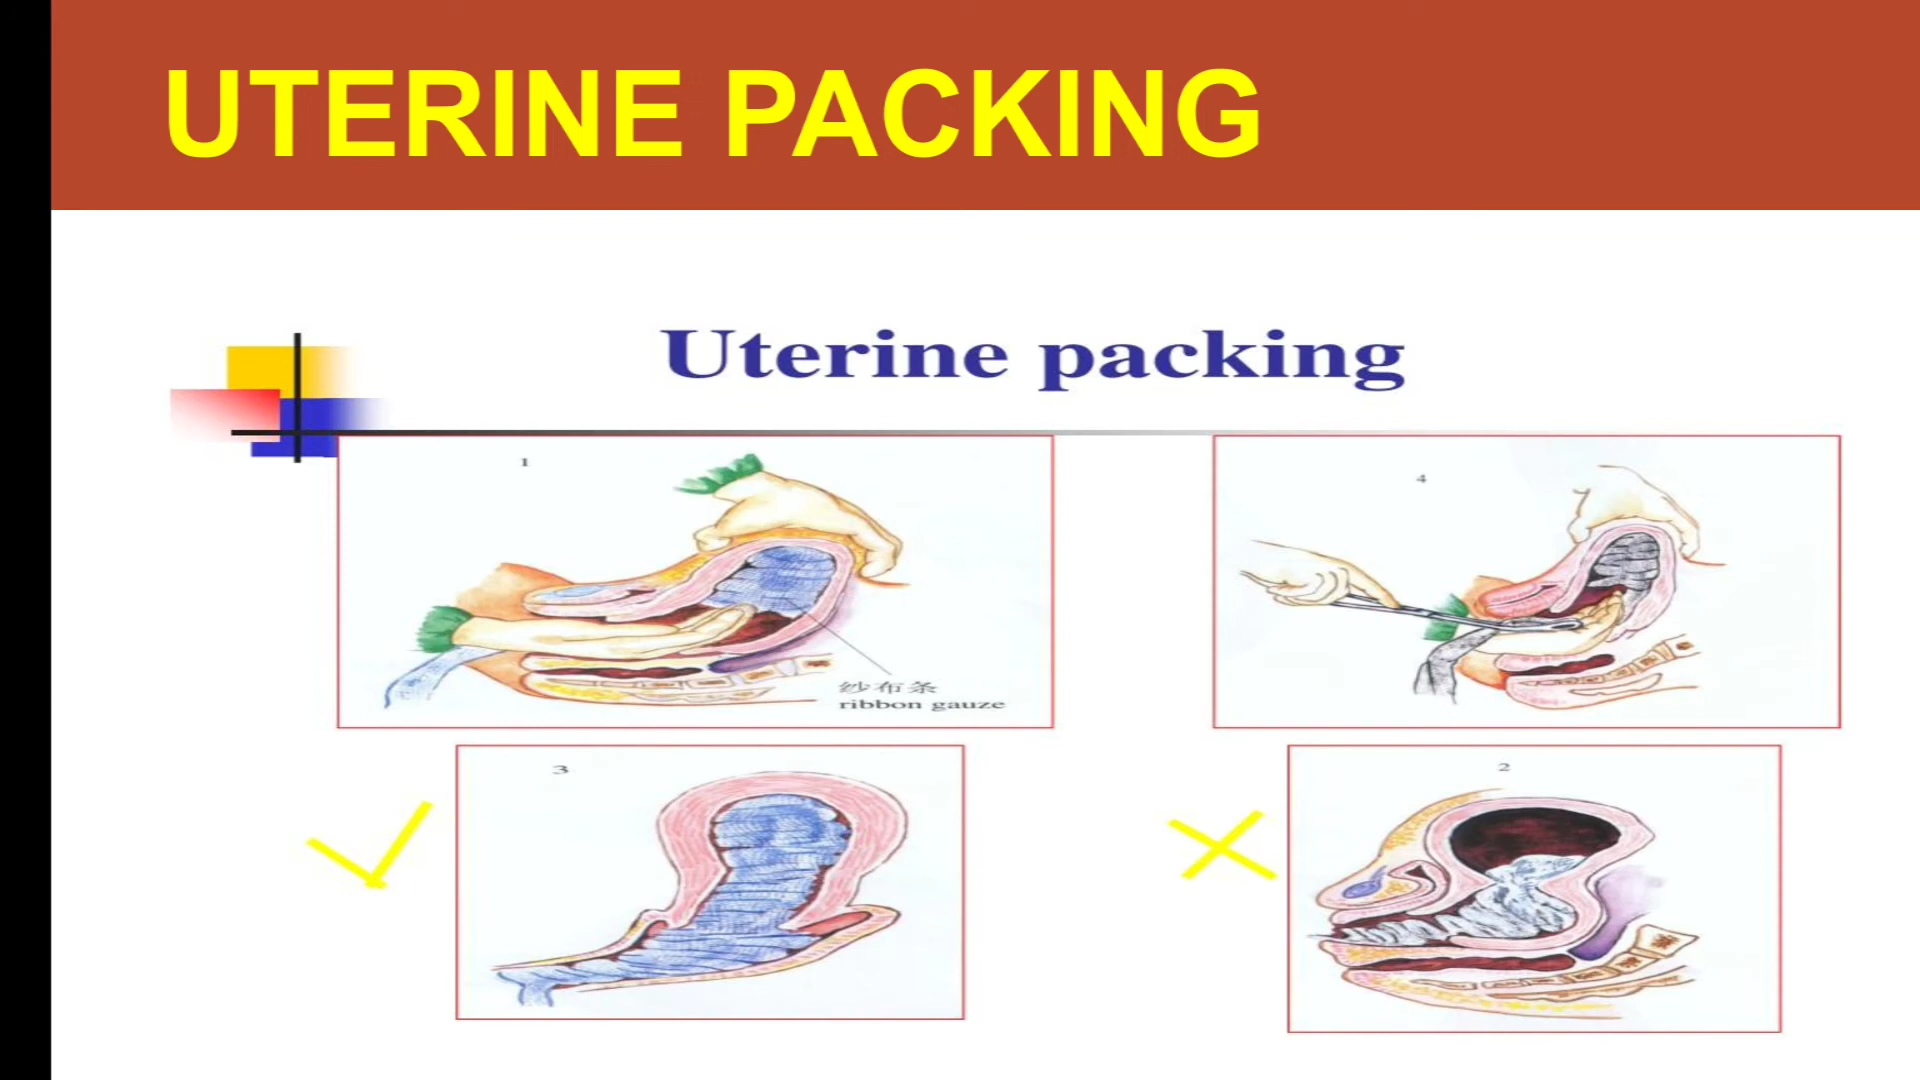 UTERINE PACKING
Uterine packing
1
4
纱布条
ribbon gauze
3
2